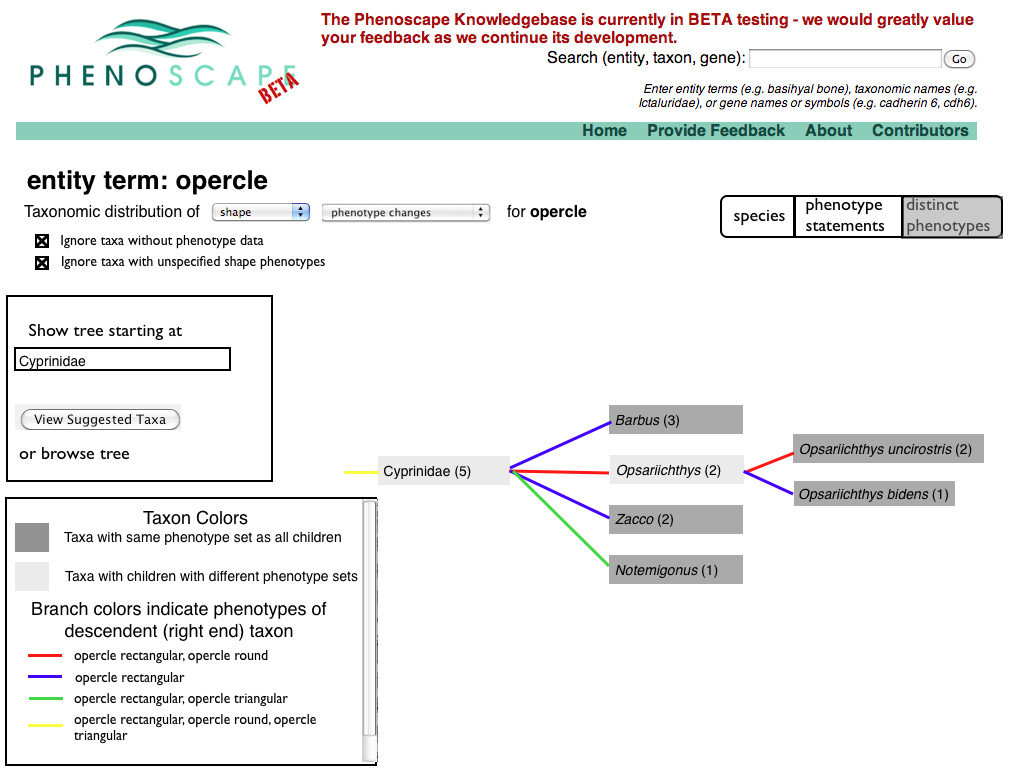 The Phenoscape Knowledgebase is currently in BETA testing - we would greatly value
your feedback as we continue its development.
PHENOSCAPE
BETA
Search (entity, taxon, gene):
Go
Enter entity terms (e.g. basihyal bone), taxonomic names (e.g.
Ictaluridae), or gene names or symbols (e.g. cadherin 6, cdh6).
Home Provide Feedback About Contributors
entity term: opercle
Taxonomic distribution of shape phenotype changes for opercle
species
phenotype
statements
distinct
phenotypes
Ignore taxa without phenotype data
Ignore taxa with unspecified shape phenotypes
Show tree starting at
Cyprinidae
View Suggested Taxa
or browse tree
Cyprinidae (5)
Barbus (3)
Opsariichthys (2)
Zacco (2)
Notemigonus (1)
Opsariichthys uncirostris (2)
Opsariichthys bidens (1)
Taxon Colors
Taxa with same phenotype set as all children
Taxa with children with different phenotype sets
Branch colors indicate phenotypes of
descendent (right end) taxon
opercle rectangular, opercle round
opercle rectangular
opercle rectangular, opercle triangular
opercle rectangular, opercle round, opercle
triangular